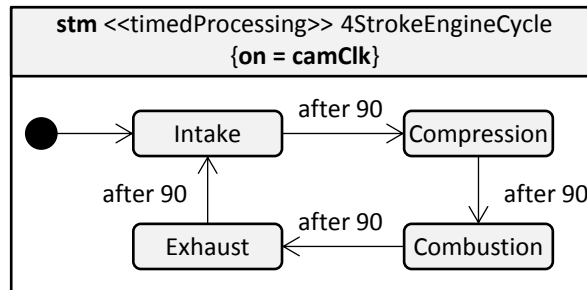 stm <<timedProcessing>> 4StrokeEngineCycle
{on = camClk}
Intake
after 90
Compression
after 90
after 90
after 90
Exhaust
Combustion